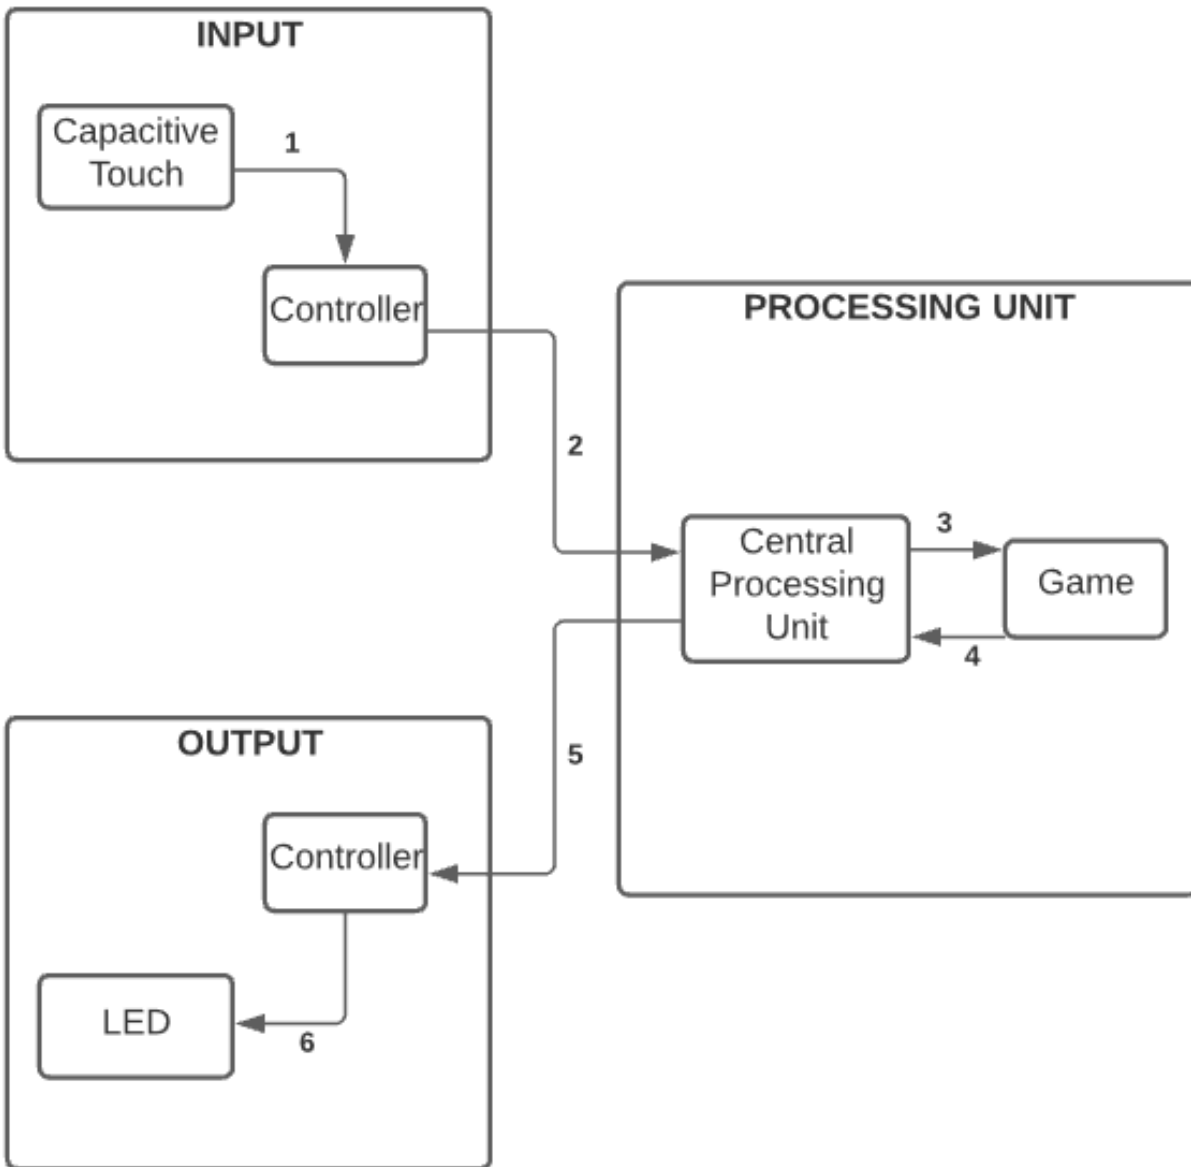 INPUT
Capacitive
Touch
1
Controller
2
PROCESSING UNIT
Central
Processing
Unit
3
Game
4
5
OUTPUT
Controller
6
LED